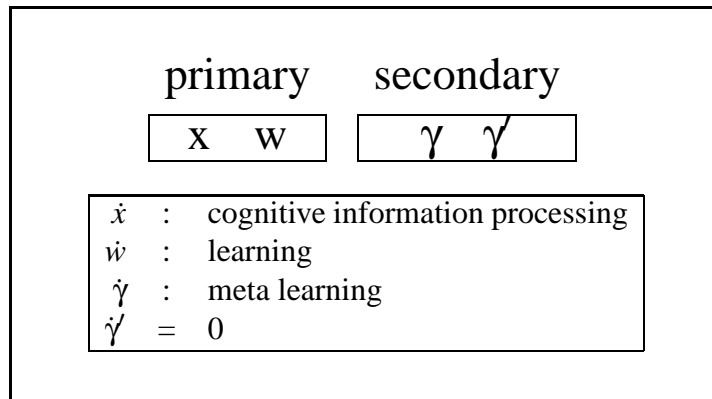 primary secondary
x w γ γ′
ẋ : cognitive information processing
ẇ : learning
γ̇ : meta learning
γ̇′ = 0